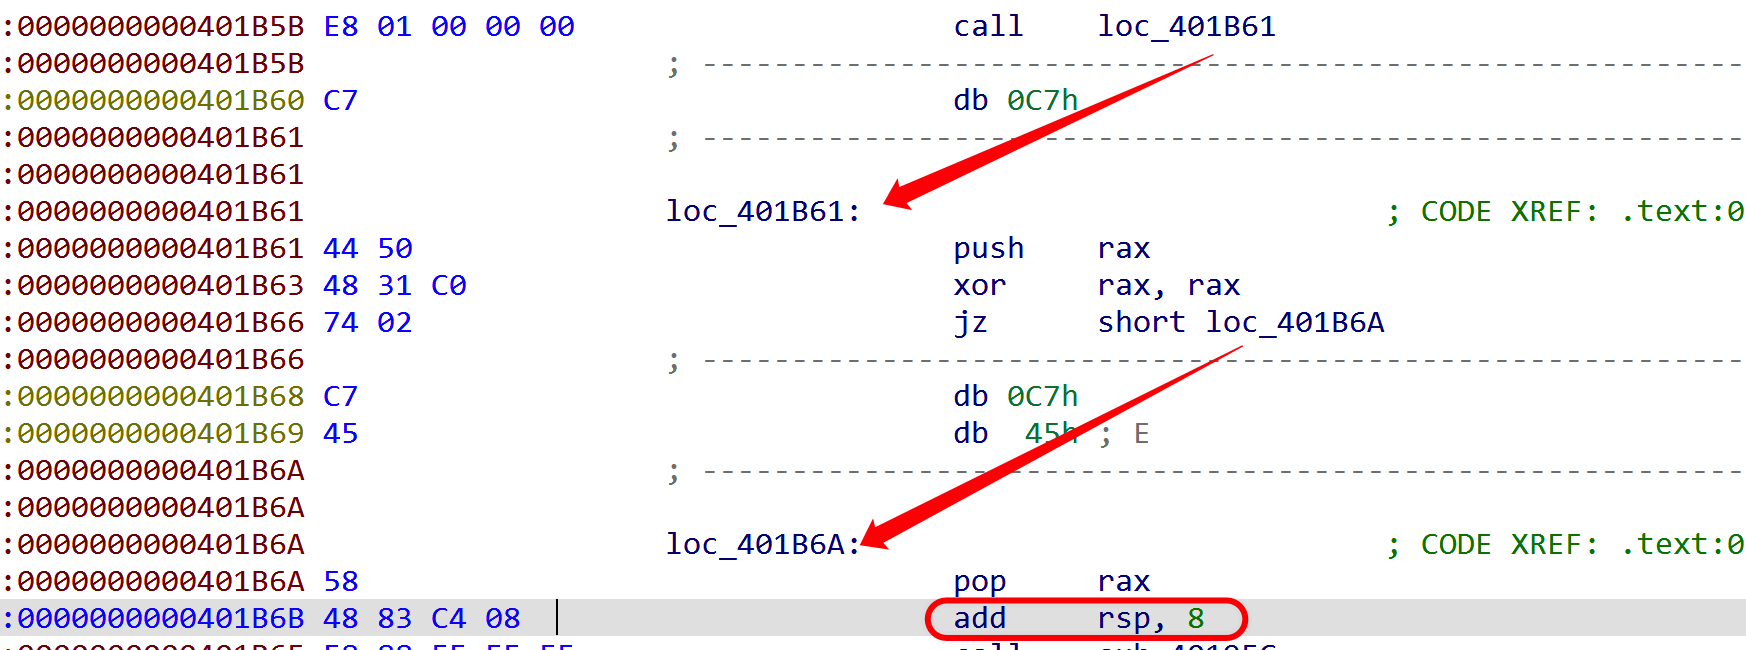 :0000000000401B5B E8 01 00 00 00 call loc_401B61
:0000000000401B5B ; ----------------------------------------------------------
:0000000000401B60 C7 db 0C7h
:0000000000401B61 ; ----------------------------------------------------------
:0000000000401B61
:0000000000401B61 loc_401B61: ; CODE XREF: .text:0
:0000000000401B61 44 50 push rax
:0000000000401B63 48 31 C0 xor rax, rax
:0000000000401B66 74 02 jz short loc_401B6A
:0000000000401B66 ; ----------------------------------------------------------
:0000000000401B68 C7 db 0C7h
:0000000000401B69 45 db 45h ; E
:0000000000401B6A ; ----------------------------------------------------------
:0000000000401B6A
:0000000000401B6A loc_401B6A: ; CODE XREF: .text:0
:0000000000401B6A 58 pop rax
:0000000000401B6B 48 83 C4 08 add rsp, 8